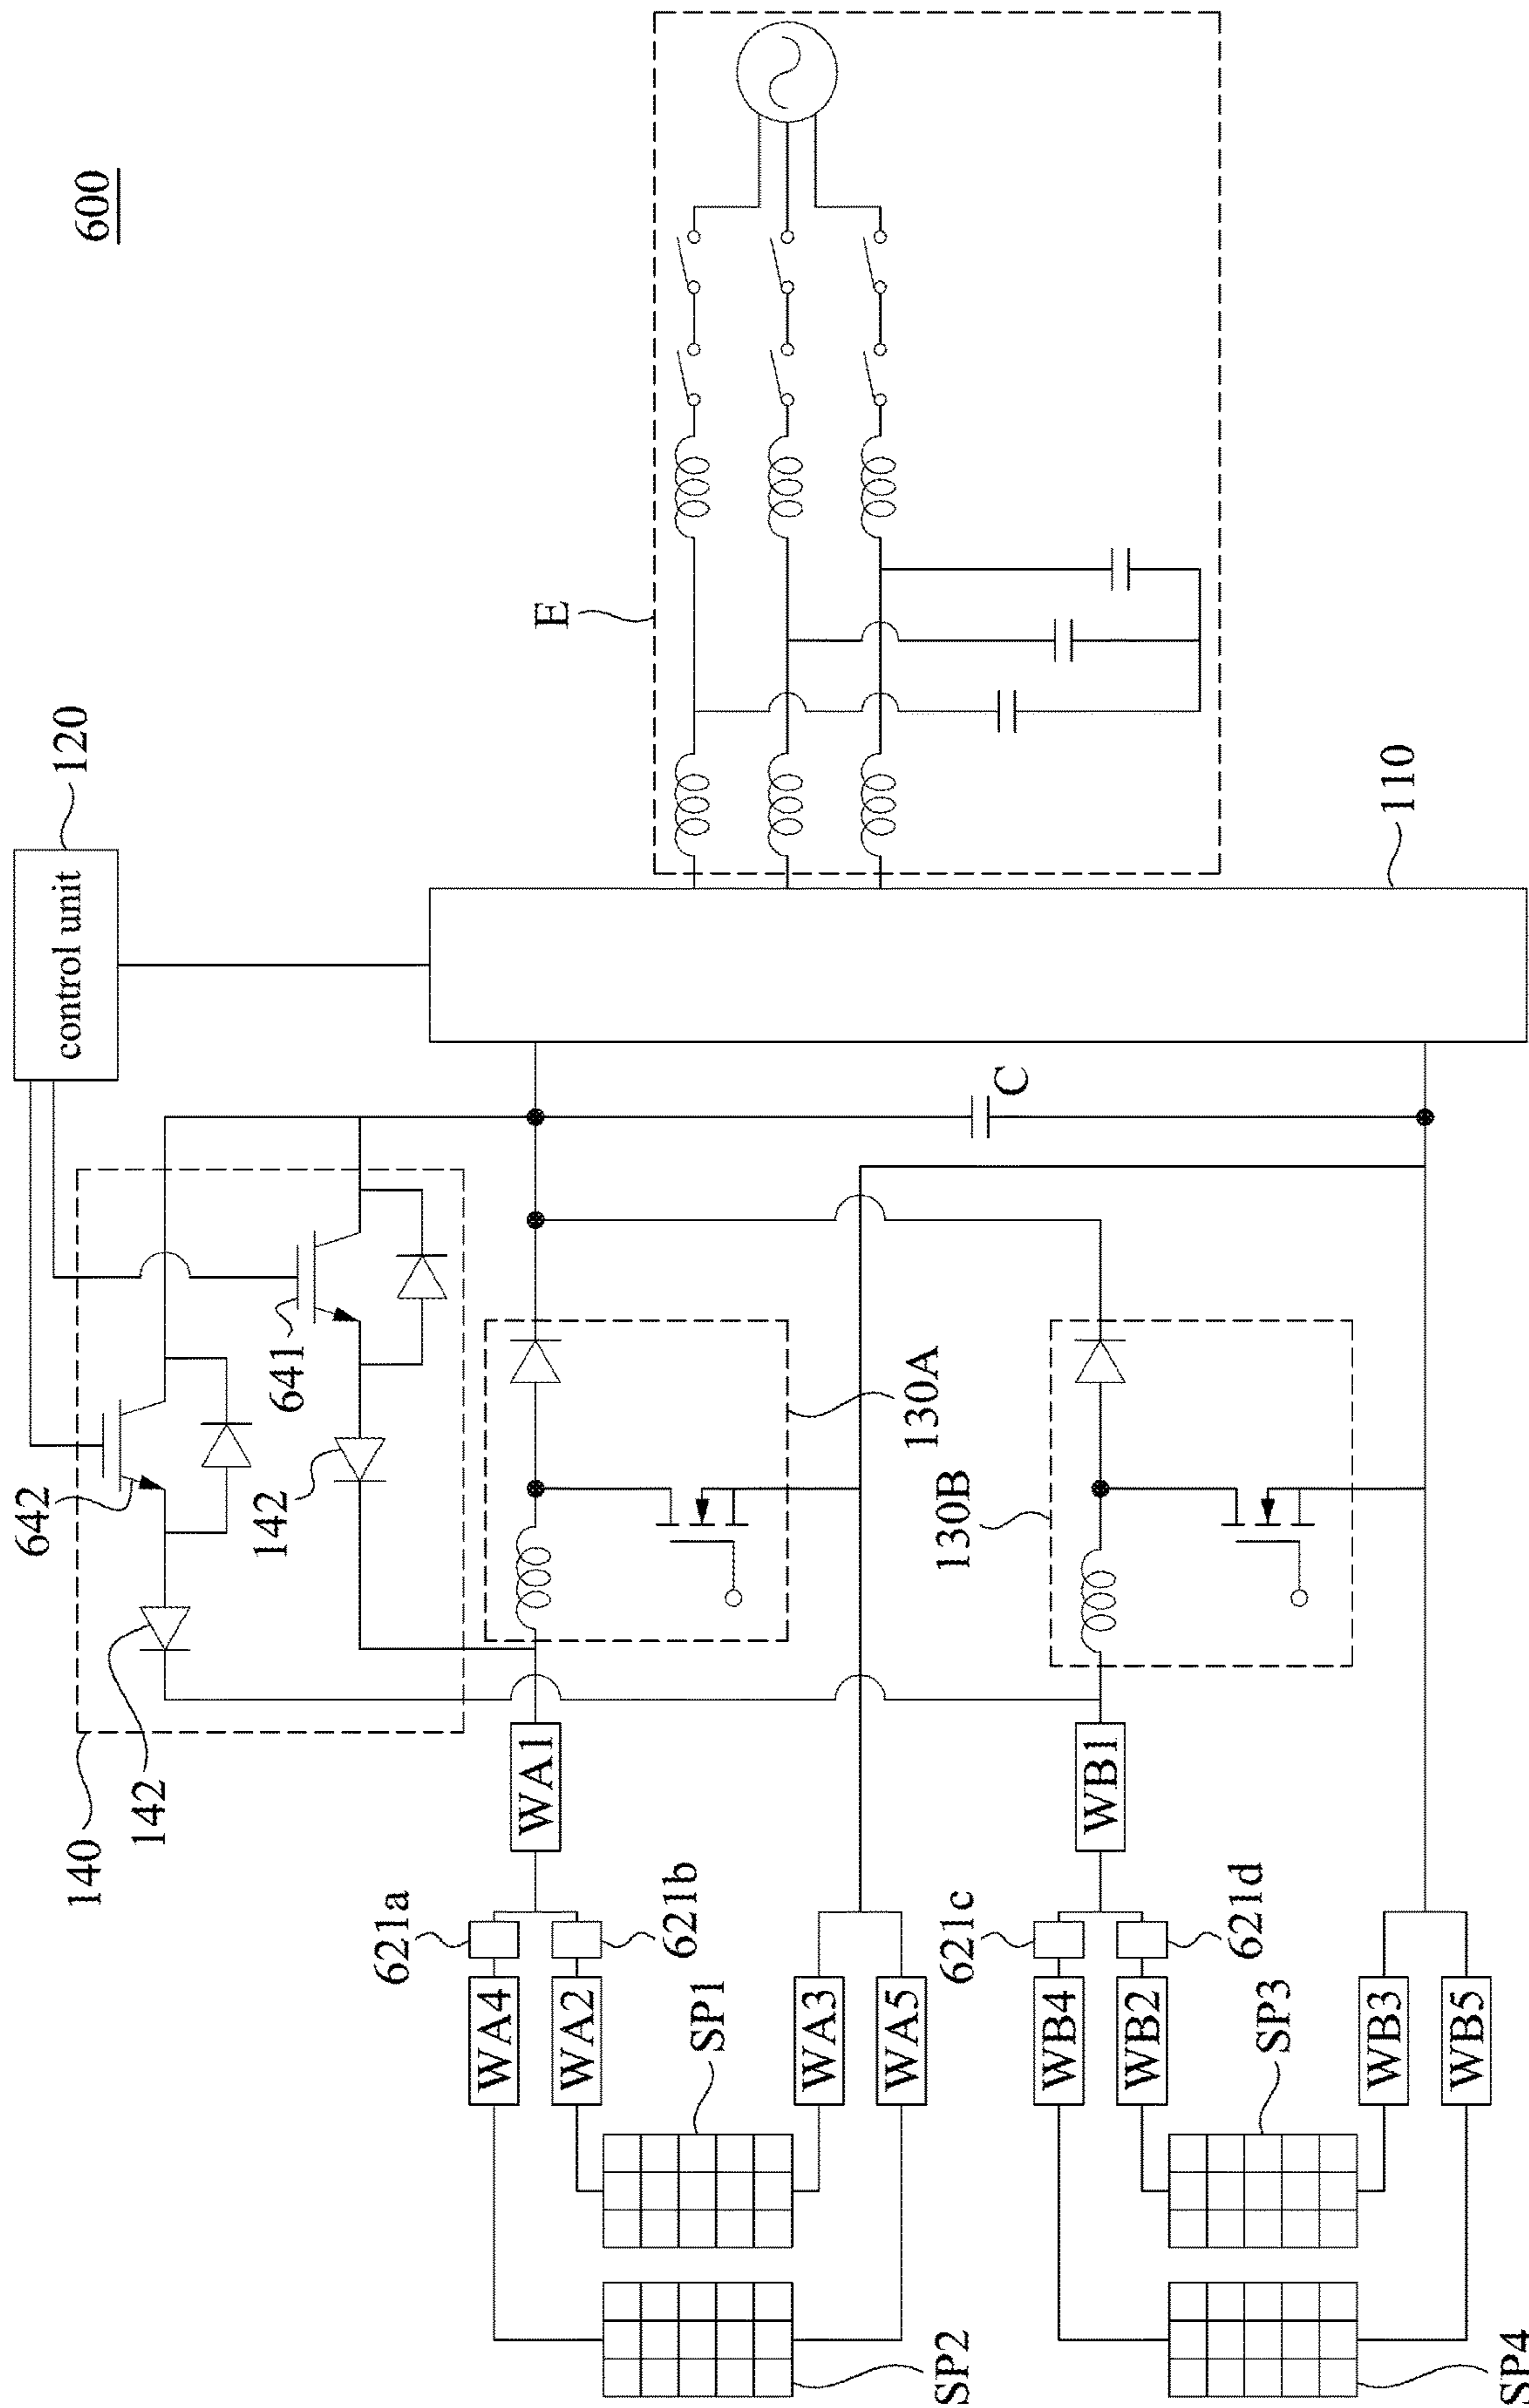 600
control unit
120
642
641
140
142
142
E
C
130A
130B
110
WA1
621a
621b
WA4
WA2
SP1
WA3
WA5
SP2
WB1
621c
621d
WB4
WB2
SP3
WB3
WB5
SP4